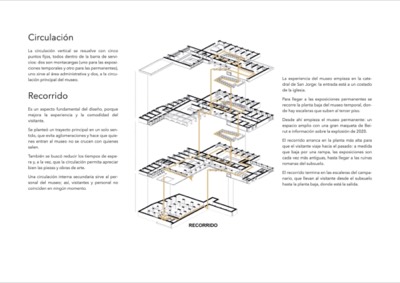 Circulación
La circulación vertical se resuelve con cinco
puntos fijos, todos dentro de la barra de servi-
cios: dos son montacargas (uno para las exposi-
ciones temporales y otro para las permanentes),
uno sirve al área administrativa y dos, a la circu-
lación principal del museo.
Recorrido
Es un aspecto fundamental del diseño, porque
mejora la experiencia y la comodidad del
visitante.
Se planteó un trayecto principal en un solo sen-
tido, que evita aglomeraciones y hace que quie-
nes entran al museo no se crucen con quienes
salen.
También se buscó reducir los tiempos de espe-
ra y, a la vez, que la circulación permita apreciar
bien las piezas y obras de arte.
Una circulación interna secundaria sirve al per-
sonal del museo; así, visitantes y personal no
coinciden en ningún momento.
RECORRIDO
La experiencia del museo empieza en la cate-
dral de San Jorge: la entrada está a un costado
de la iglesia.
Para llegar a las exposiciones permanentes se
recorre la planta baja del museo temporal, don-
de hay escaleras que suben al tercer piso.
Desde ahí empieza el museo permanente: un
espacio amplio con una gran maqueta de Bei-
rut e información sobre la explosión de 2020.
El recorrido arranca en la planta más alta para
que el visitante viaje hacia el pasado: a medida
que baja por una rampa, las exposiciones son
cada vez más antiguas, hasta llegar a las ruinas
romanas del subsuelo.
El recorrido termina en las escaleras del campa-
nario, que llevan al visitante desde el subsuelo
hasta la planta baja, donde está la salida.